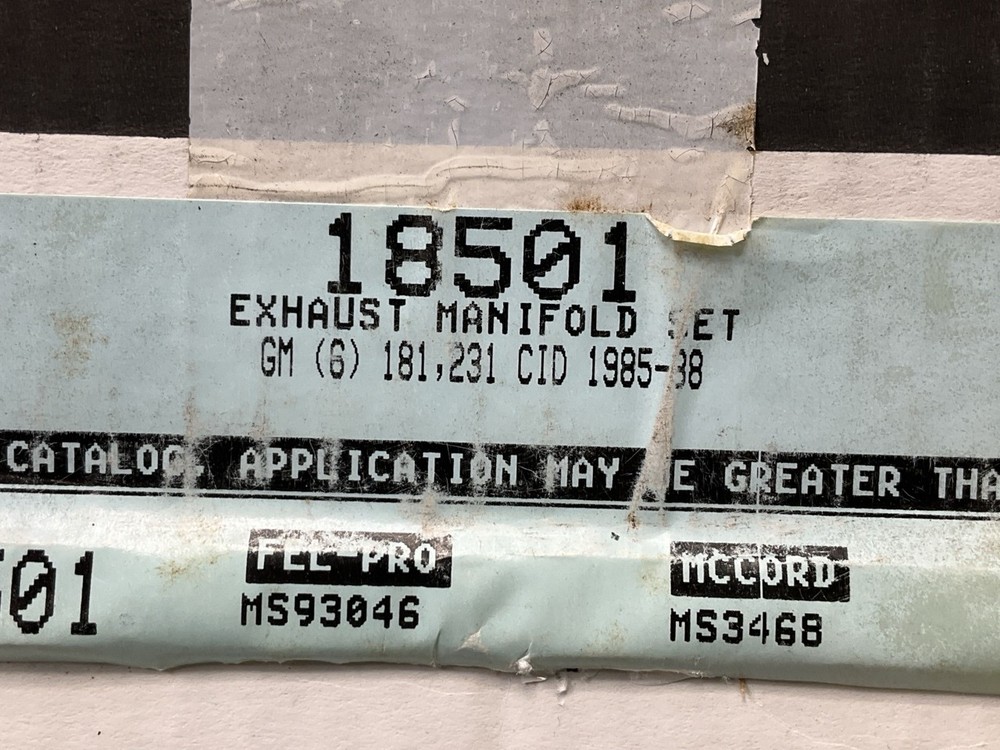 18501
EXHAUST MANIFOLD SET
GM (6) 181,231 CID 1985-88
CATALOG. APPLICATION MAY BE GREATER THA
501
FEL-PRO
MS93046
MCCORD
MS3468